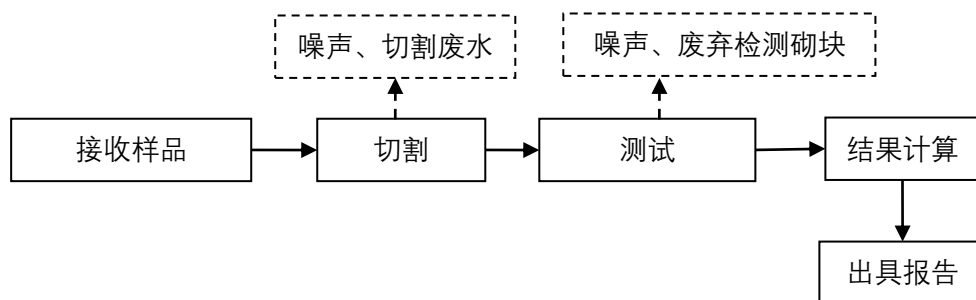 噪声、切割废水
噪声、废弃检测砌块
接收样品
切割
测试
结果计算
出具报告